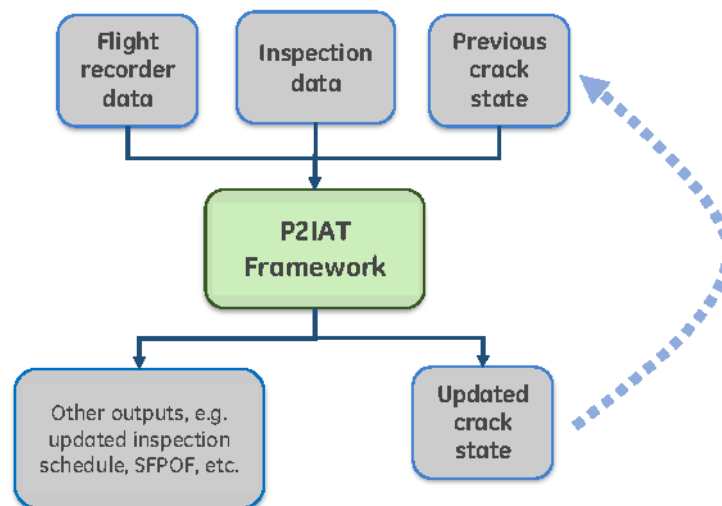 Flight
recorder
data
Inspection
data
Previous
crack
state
P2IAT
Framework
Other outputs, e.g.
updated inspection
schedule, SFPOF, etc.
Updated
crack
state